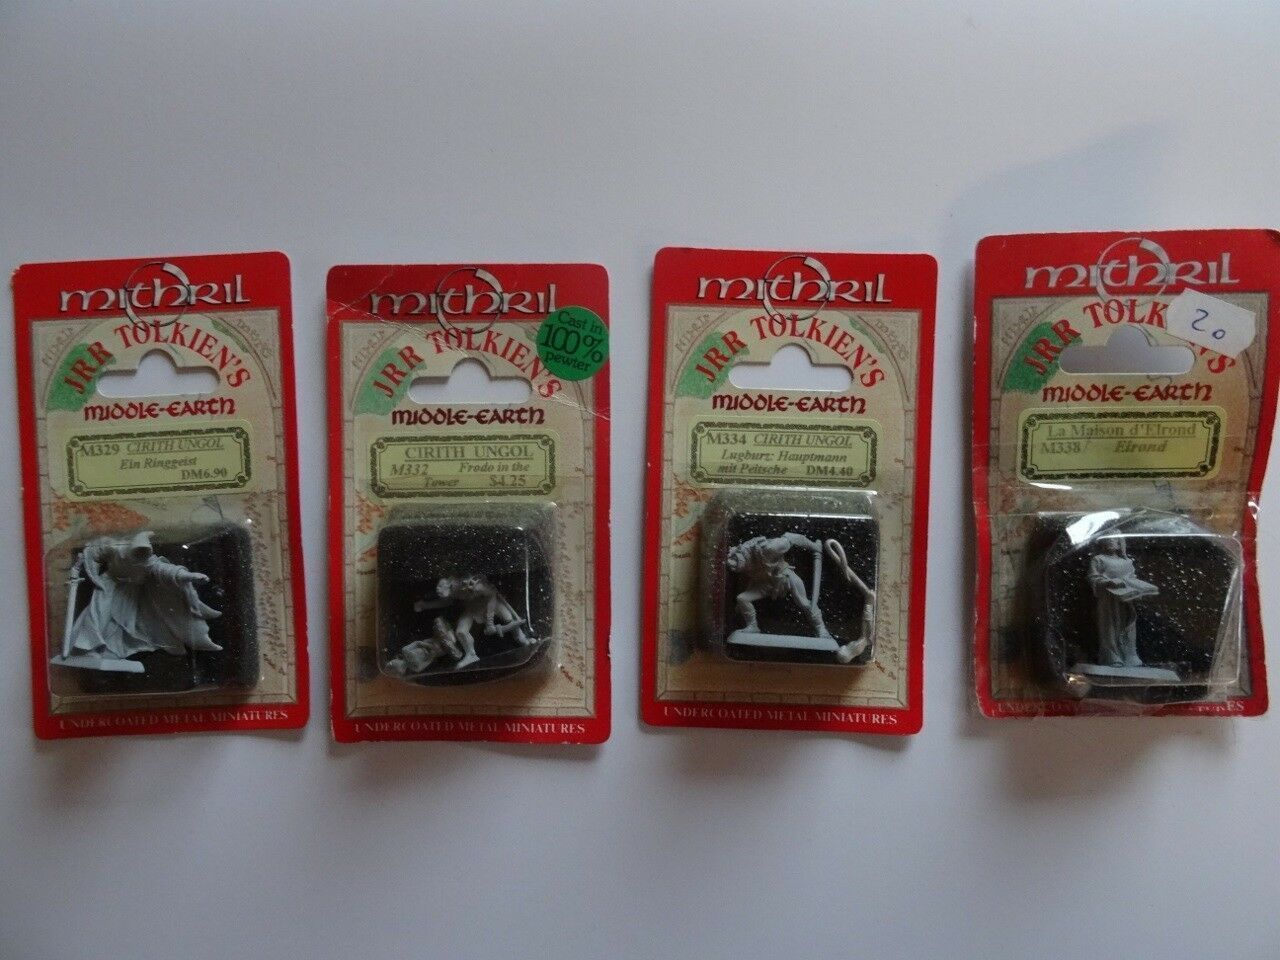 mithril
JRR TOLKIEN'S
MIDDLE-EARTH
M329 CIRITH UNGOL
Ein Ringgeist
DM6.90
UNDERCOATED METAL MINIATURES
mithril
Cast in
100%
pewter
JRR TOLKIEN'S
MIDDLE-EARTH
CIRITH UNGOL
M332 Frodo in the
Tower $4.25
UNDERCOATED METAL MINIATURES
mithril
JRR TOLKIEN'S
MIDDLE-EARTH
M334 CIRITH UNGOL
Lugburz: Hauptmann
mit Peitsche DM4.40
UNDERCOATED METAL MINIATURES
mithril
20
JRR TOLKIEN'S
MIDDLE-EARTH
La Maison d'Elrond
M338 Elrond